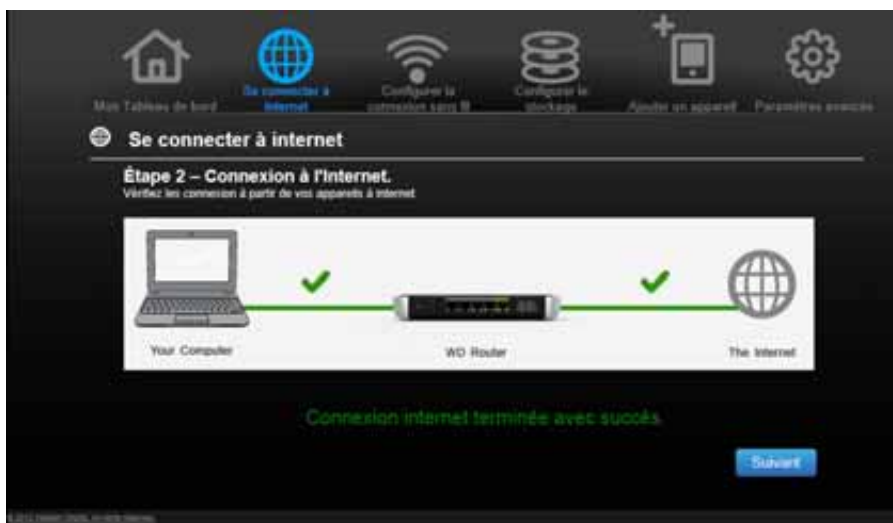 Mon Tableau de bord
Se connecter à
Internet
Configurer la
connexion sans fil
Configurer le
stockage
Ajouter un appareil
Paramètres avancés
Se connecter à internet
Étape 2 – Connexion à l'Internet.
Vérifiez les connexion à partir de vos appareils à internet
Your Computer
WD Router
The Internet
Connexion internet terminée avec succès.
Suivant